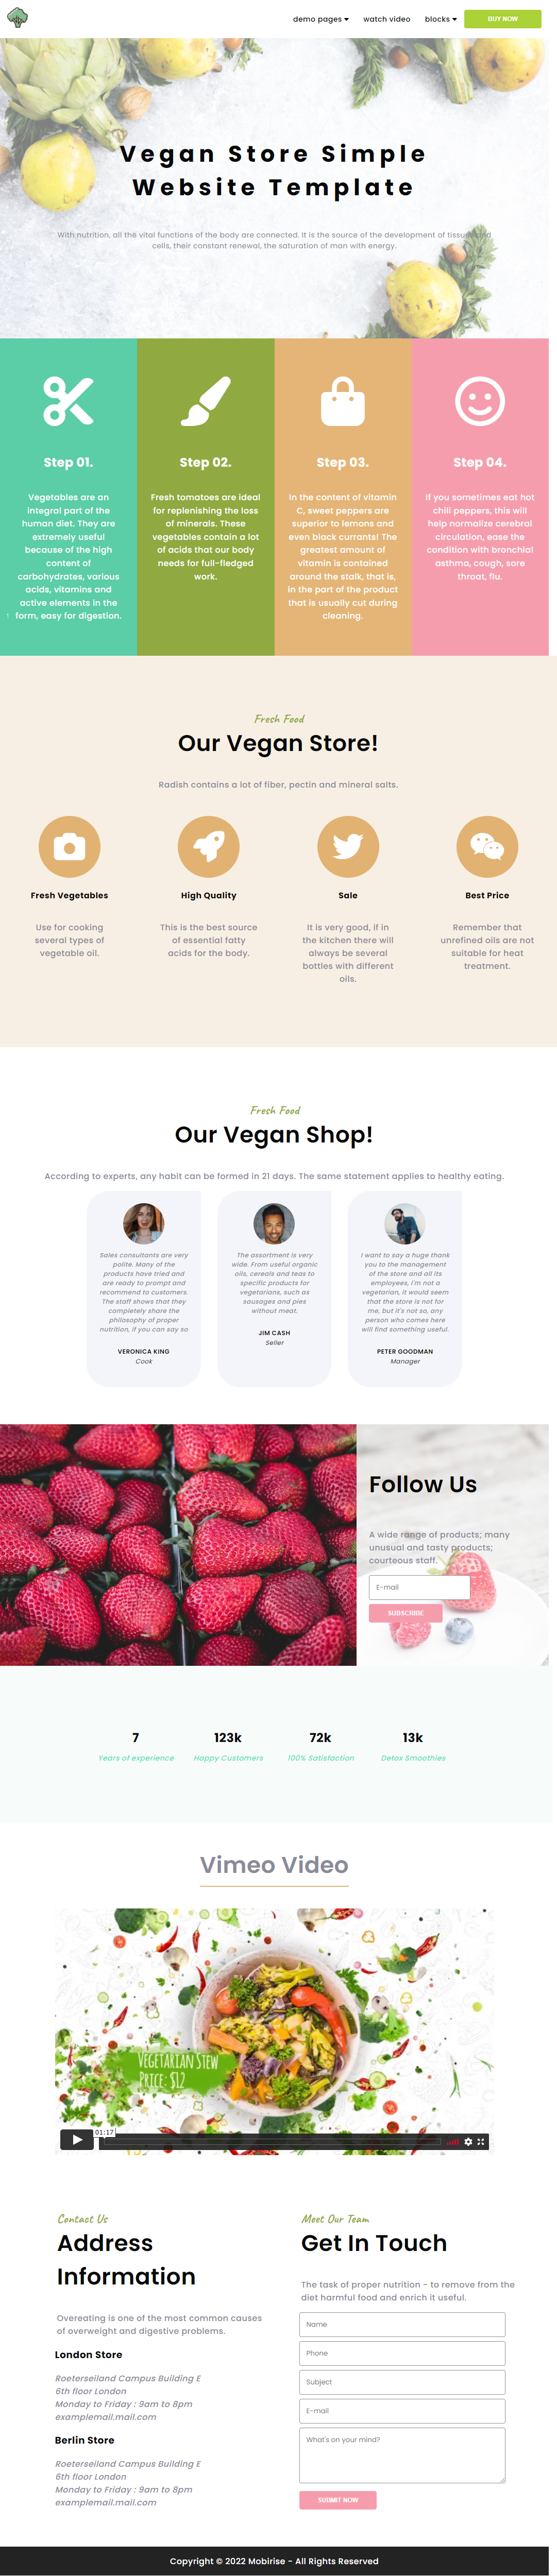 demo pages
watch video
blocks
BUY NOW
Vegan Store Simple
Website Template
With nutrition, all the vital functions of the body are connected. It is the source of the development of tissues and
cells, their constant renewal, the saturation of man with energy.
Step 01.
Vegetables are an
integral part of the
human diet. They are
extremely useful
because of the high
content of
carbohydrates, various
acids, vitamins and
active elements in the
form, easy for digestion.
Step 02.
Fresh tomatoes are ideal
for replenishing the loss
of minerals. These
vegetables contain a lot
of acids that our body
needs for full-fledged
work.
Step 03.
In the content of vitamin
C, sweet peppers are
superior to lemons and
even black currants! The
greatest amount of
vitamin is contained
around the stalk, that is,
in the part of the product
that is usually cut during
cleaning.
Step 04.
If you sometimes eat hot
chili peppers, this will
help normalize cerebral
circulation, ease the
condition with bronchial
asthma, cough, sore
throat, flu.
Fresh Food
Our Vegan Store!
Radish contains a lot of fiber, pectin and mineral salts.
Fresh Vegetables
Use for cooking
several types of
vegetable oil.
High Quality
This is the best source
of essential fatty
acids for the body.
Sale
It is very good, if in
the kitchen there will
always be several
bottles with different
oils.
Best Price
Remember that
unrefined oils are not
suitable for heat
treatment.
Fresh Food
Our Vegan Shop!
According to experts, any habit can be formed in 21 days. The same statement applies to healthy eating.
Sales consultants are very
polite. Many of the
products have tried and
are ready to prompt and
recommend to customers.
The staff shows that they
completely share the
philosophy of proper
nutrition, if you can say so
VERONICA KING
Cook
The assortment is very
wide. From useful organic
oils, cereals and teas to
specific products for
vegetarians, such as
sausages and pies
without meat.
JIM CASH
Seller
I want to say a huge thank
you to the management
of the store and all its
employees, I'm not a
vegetarian, it would seem
that the store is not for
me, but it's not so, any
person who comes here
will find something useful.
PETER GOODMAN
Manager
Follow Us
A wide range of products; many
unusual and tasty products;
courteous staff.
E-mail
SUBSCRIBE
7
Years of experience
123k
Happy Customers
72k
100% Satisfaction
13k
Detox Smoothies
Vimeo Video
VEGETARIAN STEW
PRICE: $12
01:17
Contact Us
Address
Information
Overeating is one of the most common causes
of overweight and digestive problems.
London Store
Roeterseiland Campus Building E
6th floor London
Monday to Friday : 9am to 8pm
examplemail.mail.com
Berlin Store
Roeterseiland Campus Building E
6th floor London
Monday to Friday : 9am to 8pm
examplemail.mail.com
Meet Our Team
Get In Touch
The task of proper nutrition - to remove from the
diet harmful food and enrich it useful.
Name
Phone
Subject
E-mail
What's on your mind?
SUBMIT NOW
Copyright © 2022 Mobirise - All Rights Reserved